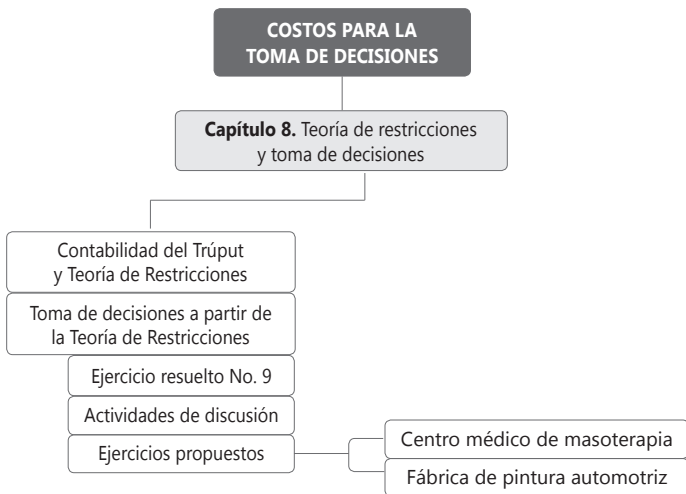 COSTOS PARA LA
TOMA DE DECISIONES
Capítulo 8. Teoría de restricciones
y toma de decisiones
Contabilidad del Trúput
y Teoría de Restricciones
Toma de decisiones a partir de
la Teoría de Restricciones
Ejercicio resuelto No. 9
Actividades de discusión
Ejercicios propuestos
Centro médico de masoterapia
Fábrica de pintura automotriz